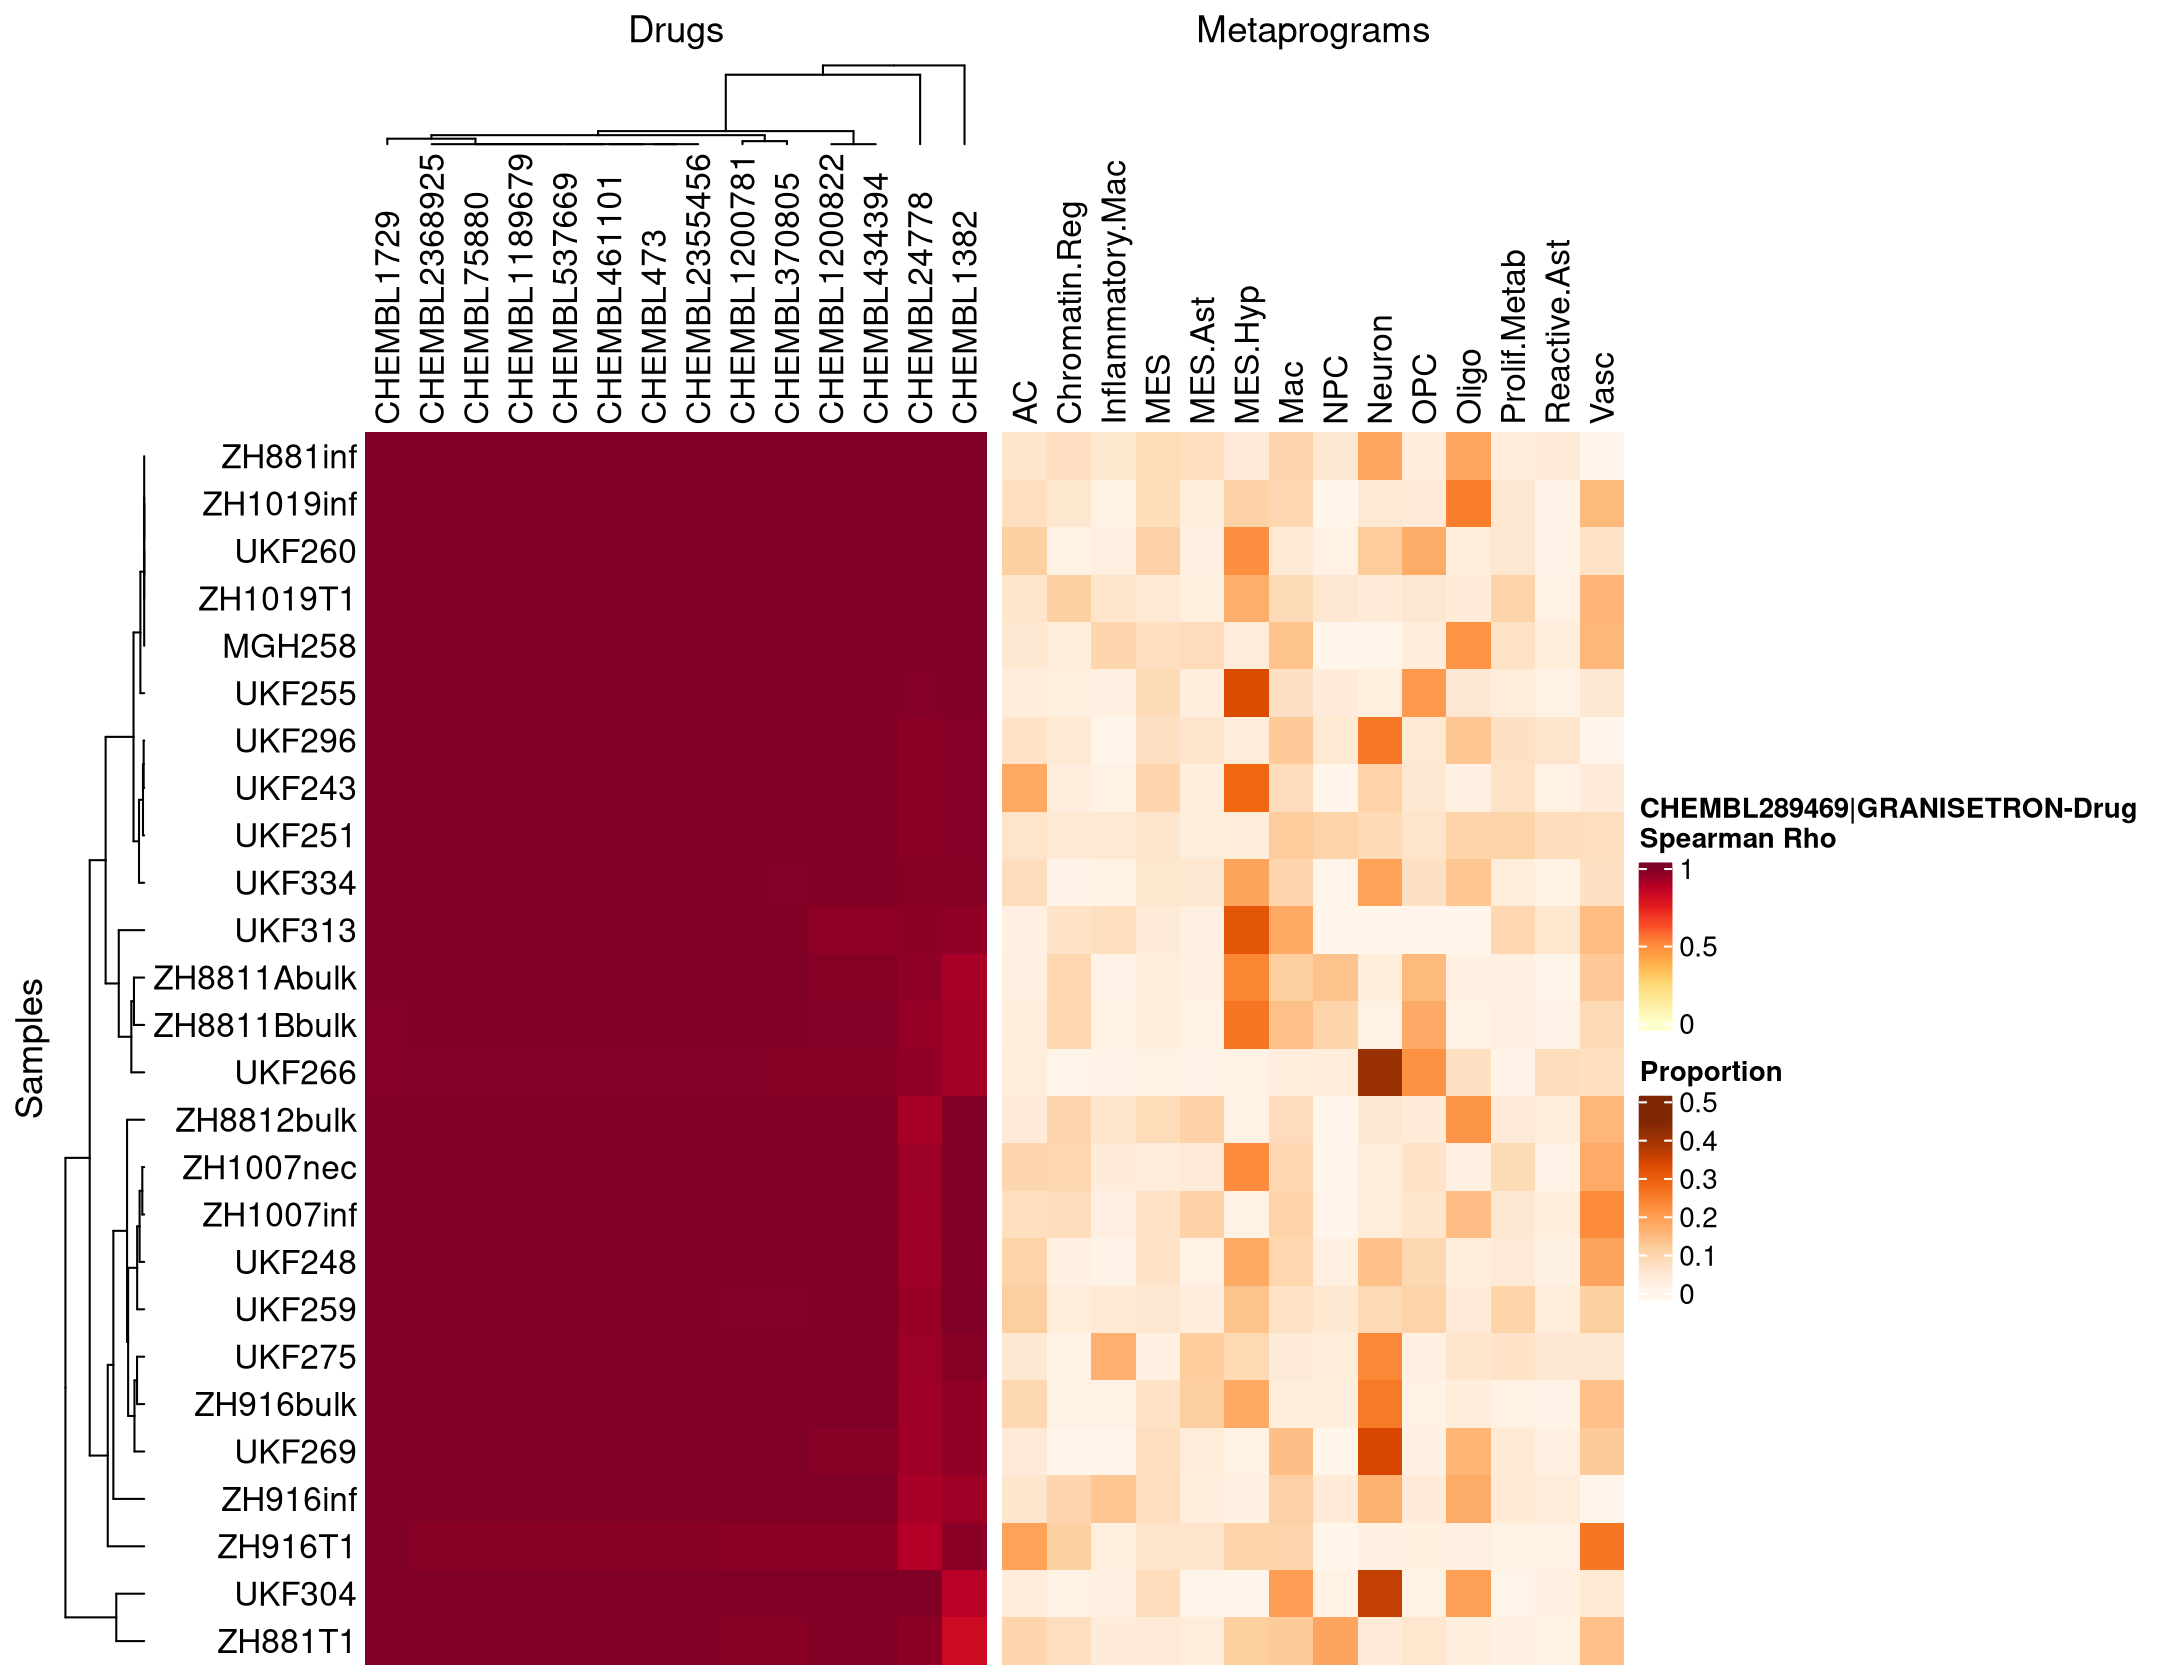 Drugs
Metaprograms
CHEMBL1729
CHEMBL2368925
CHEMBL75880
CHEMBL1189679
CHEMBL537669
CHEMBL461101
CHEMBL473
CHEMBL2355456
CHEMBL1200781
CHEMBL370805
CHEMBL1200822
CHEMBL434394
CHEMBL24778
CHEMBL1382
AC
Chromatin.Reg
Inflammatory.Mac
MES
MES.Ast
MES.Hyp
Mac
NPC
Neuron
OPC
Oligo
Prolif.Metab
Reactive.Ast
Vasc
Samples
ZH881inf
ZH1019inf
UKF260
ZH1019T1
MGH258
UKF255
UKF296
UKF243
UKF251
UKF334
UKF313
ZH8811Abulk
ZH8811Bbulk
UKF266
ZH8812bulk
ZH1007nec
ZH1007inf
UKF248
UKF259
UKF275
ZH916bulk
UKF269
ZH916inf
ZH916T1
UKF304
ZH881T1
CHEMBL289469|GRANISETRON-Drug
Spearman Rho
1
0.5
0
Proportion
0.5
0.4
0.3
0.2
0.1
0